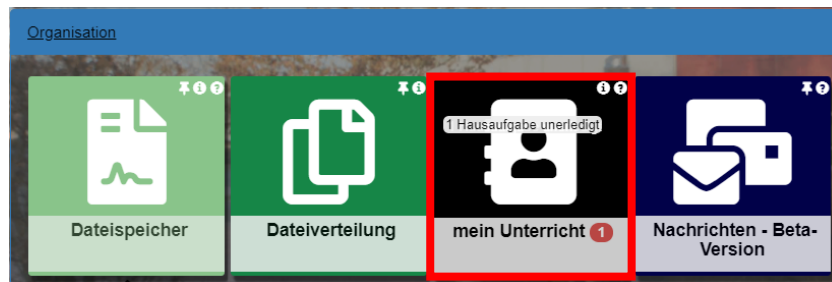 Organisation
1 Hausaufgabe unerledigt
Dateispeicher
Dateiverteilung
mein Unterricht 1
Nachrichten - Beta-
Version